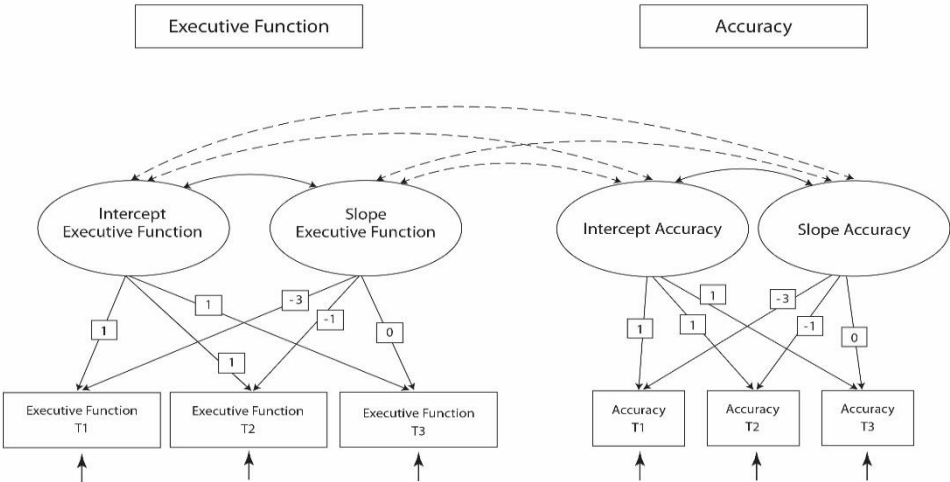 Executive Function
Accuracy
Intercept
Executive Function
Slope
Executive Function
Intercept Accuracy
Slope Accuracy
1
1
-3
-1
0
1
1
1
1
-3
-1
0
Executive Function
T1
Executive Function
T2
Executive Function
T3
Accuracy
T1
Accuracy
T2
Accuracy
T3